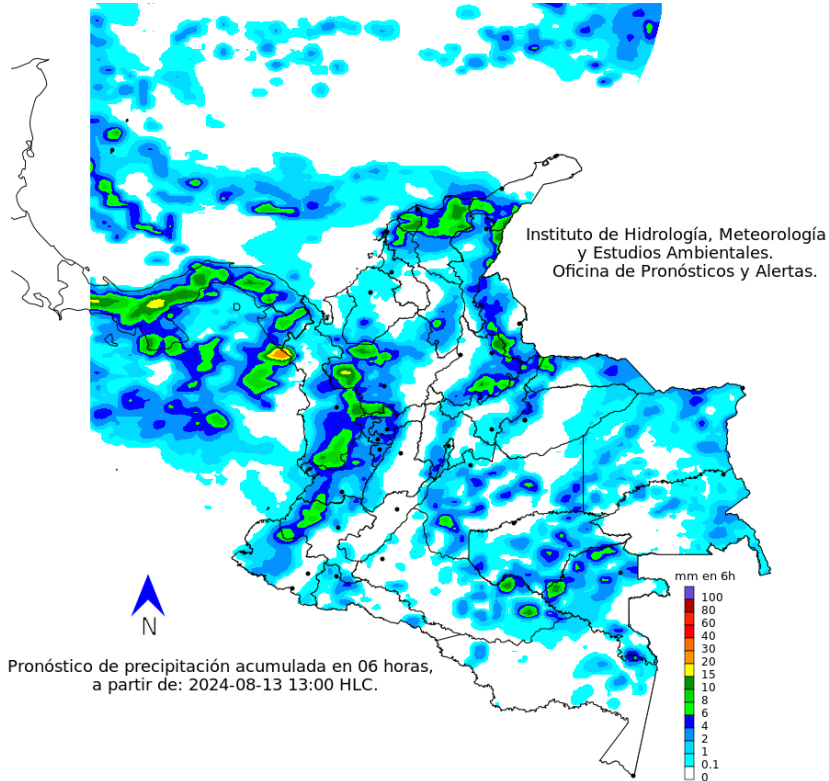 Instituto de Hidrología, Meteorología
y Estudios Ambientales.
Oficina de Pronósticos y Alertas.
mm en 6h
100
80
60
40
30
20
15
10
8
6
4
2
1
0.1
0
N
Pronóstico de precipitación acumulada en 06 horas,
a partir de: 2024-08-13 13:00 HLC.